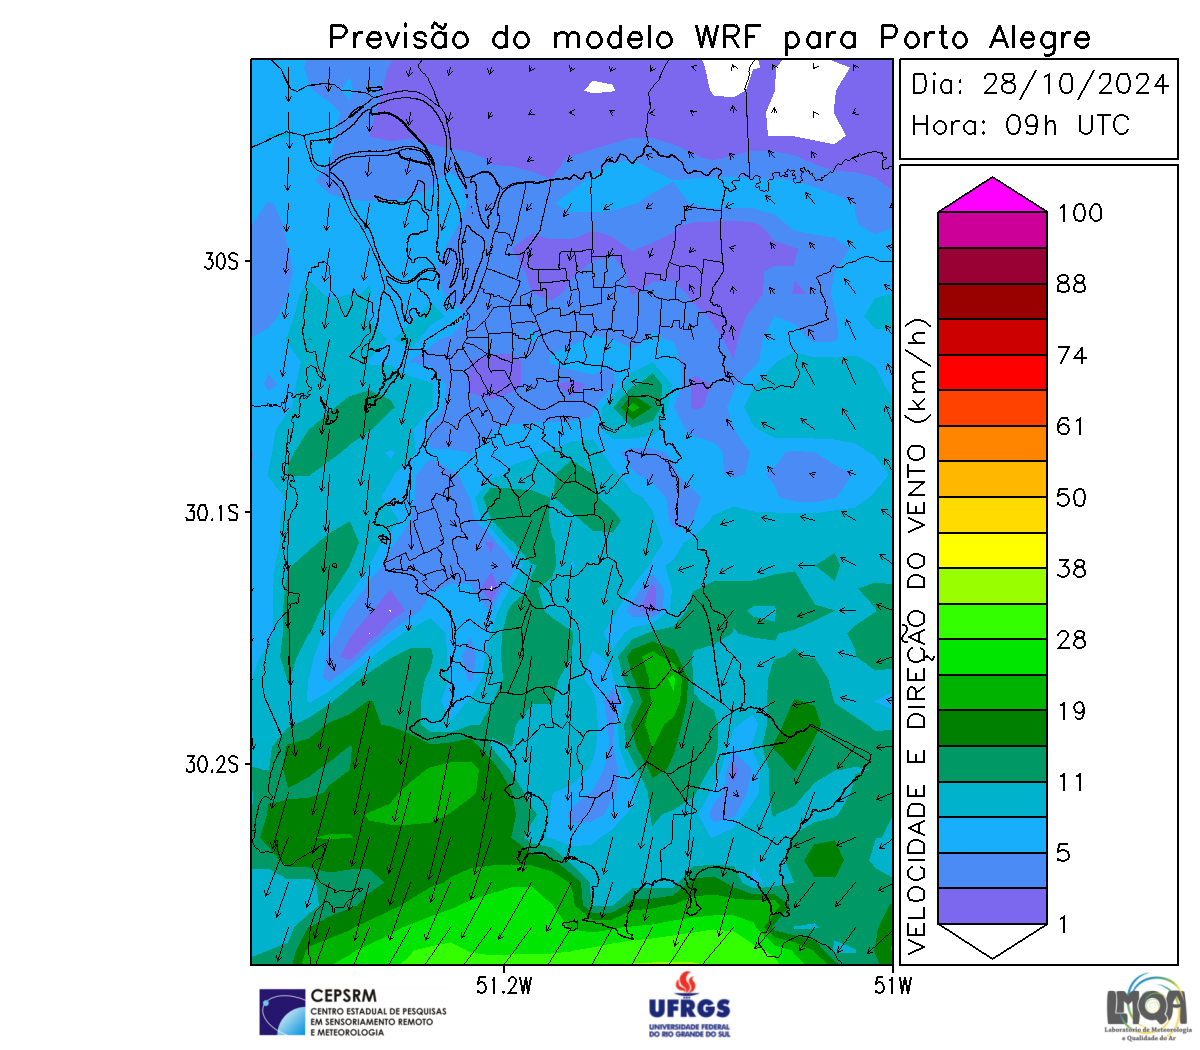 Previsão do modelo WRF para Porto Alegre
Dia: 28/10/2024
Hora: 09h UTC
30S
30.1S
30.2S
51.2W
51W
VELOCIDADE E DIREÇÃO DO VENTO (km/h)
100
88
74
61
50
38
28
19
11
5
1
CEPSRM
CENTRO ESTADUAL DE PESQUISAS
EM SENSORIAMENTO REMOTO
E METEOROLOGIA
UFRGS
UNIVERSIDADE FEDERAL
DO RIO GRANDE DO SUL
LMQA
Laboratório de Meteorologia
e Qualidade do Ar